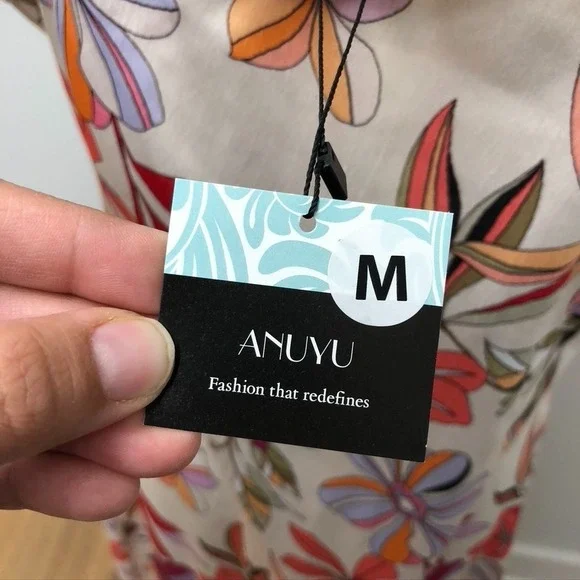 M
ANUYU
Fashion that redefines